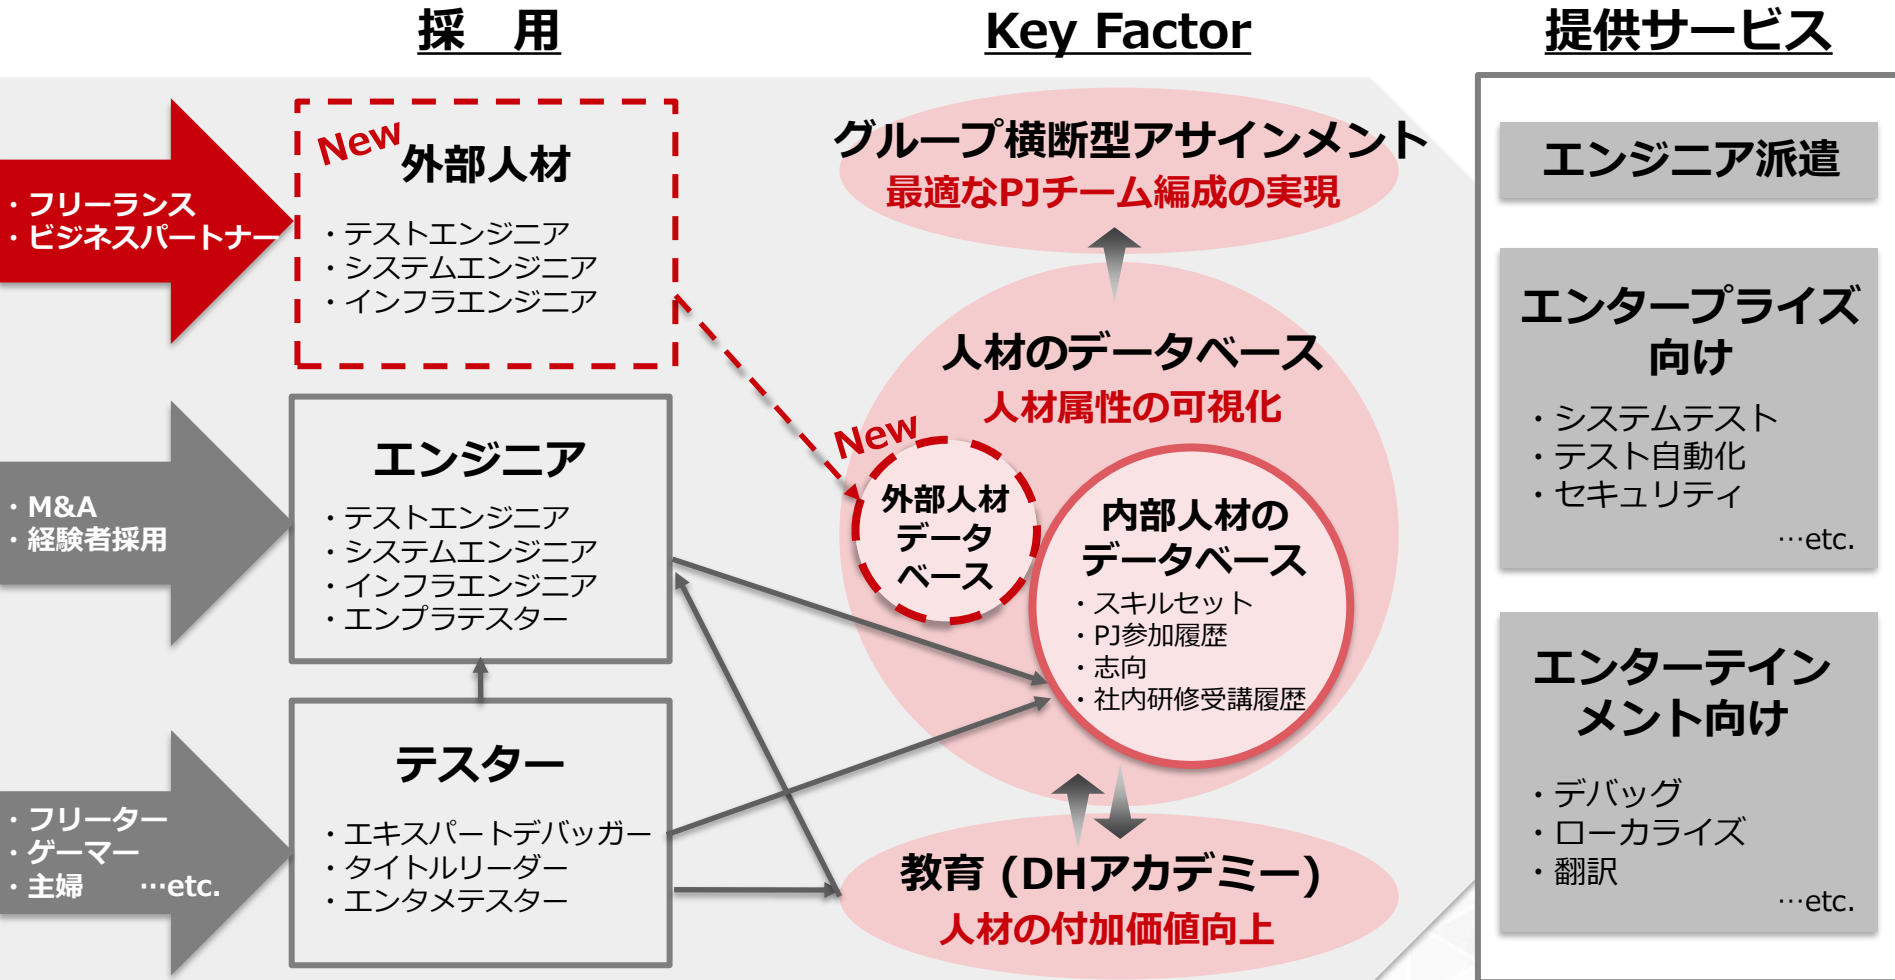 採　用
Key Factor
提供サービス
・フリーランス
・ビジネスパートナー
New
外部人材
・テストエンジニア
・システムエンジニア
・インフラエンジニア
・M&A
・経験者採用
エンジニア
・テストエンジニア
・システムエンジニア
・インフラエンジニア
・エンプラテスター
・フリーター
・ゲーマー
・主婦　…etc.
テスター
・エキスパートデバッガー
・タイトルリーダー
・エンタメテスター
グループ横断型アサインメント
最適なPJチーム編成の実現
人材のデータベース
人材属性の可視化
New
外部人材
データ
ベース
内部人材の
データベース
・スキルセット
・PJ参加履歴
・志向
・社内研修受講履歴
教育 (DHアカデミー)
人材の付加価値向上
エンジニア派遣
エンタープライズ
向け
・システムテスト
・テスト自動化
・セキュリティ
…etc.
エンターテイン
メント向け
・デバッグ
・ローカライズ
・翻訳
…etc.